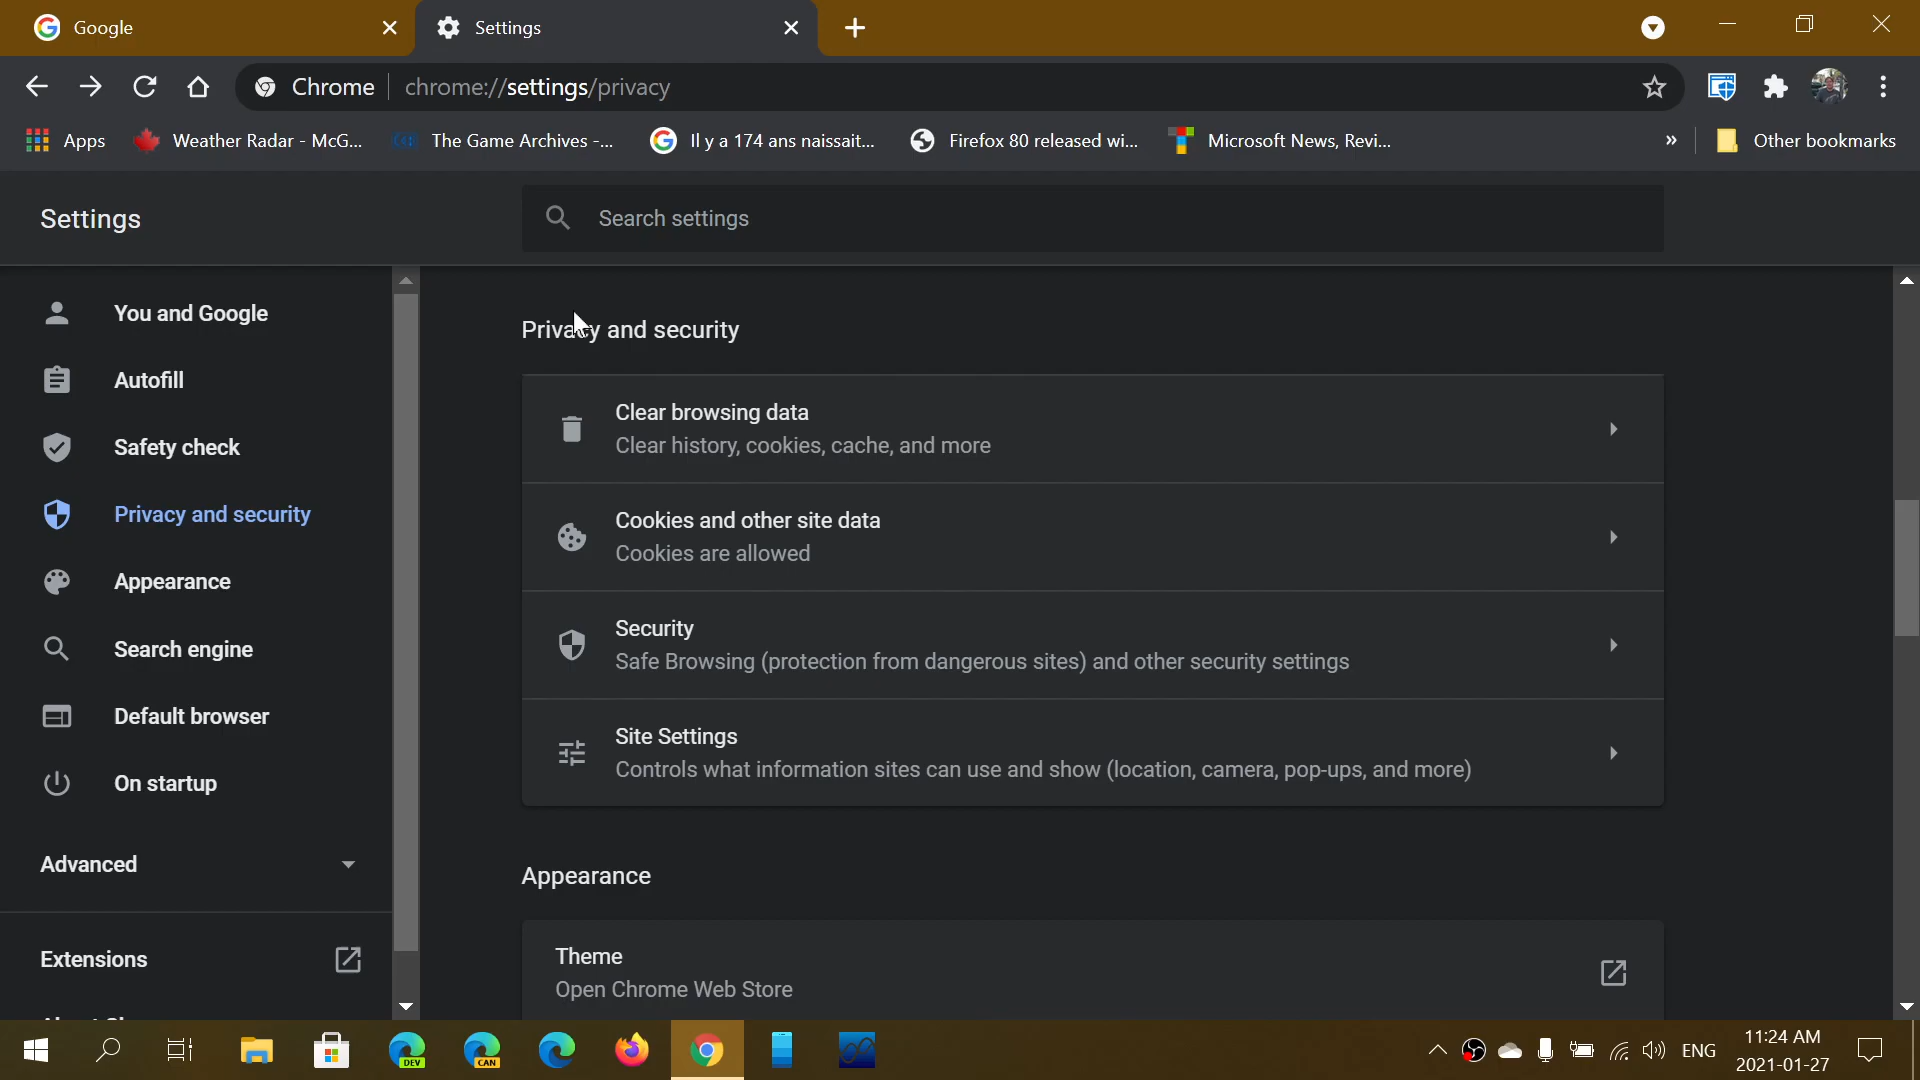 Google
Settings
Chrome
chrome://settings/privacy
Apps
Weather Radar - McG...
The Game Archives -...
Il y a 174 ans naissait...
Firefox 80 released wi...
Microsoft News, Revi...
»
Other bookmarks
Settings
Search settings
You and Google
Autofill
Safety check
Privacy and security
Appearance
Search engine
Default browser
On startup
Advanced
Extensions
Privacy and security
Clear browsing data
Clear history, cookies, cache, and more
Cookies and other site data
Cookies are allowed
Security
Safe Browsing (protection from dangerous sites) and other security settings
Site Settings
Controls what information sites can use and show (location, camera, pop-ups, and more)
Appearance
Theme
Open Chrome Web Store
DEV
CAN
ENG
11:24 AM
2021-01-27